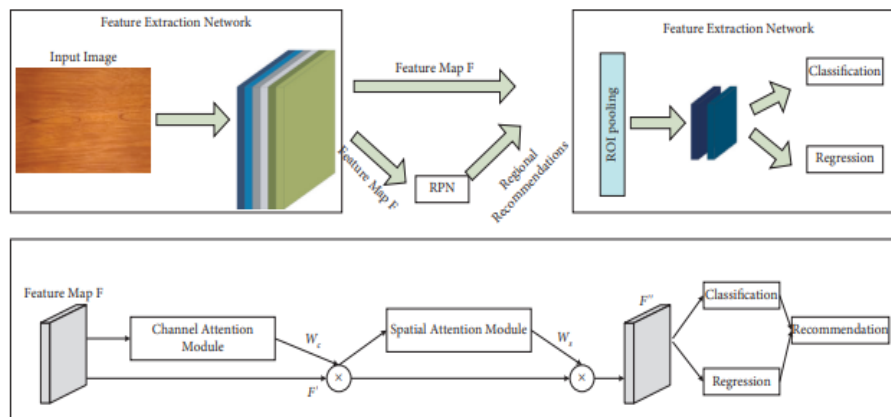 Feature Extraction Network
Input Image
Feature Map F
Feature Map F
RPN
Regional
Recommendations
Feature Extraction Network
ROI pooling
Classification
Regression
Feature Map F
Channel Attention
Module
W_c
F'
×
Spatial Attention Module
W_s
×
F''
Classification
Regression
Recommendation